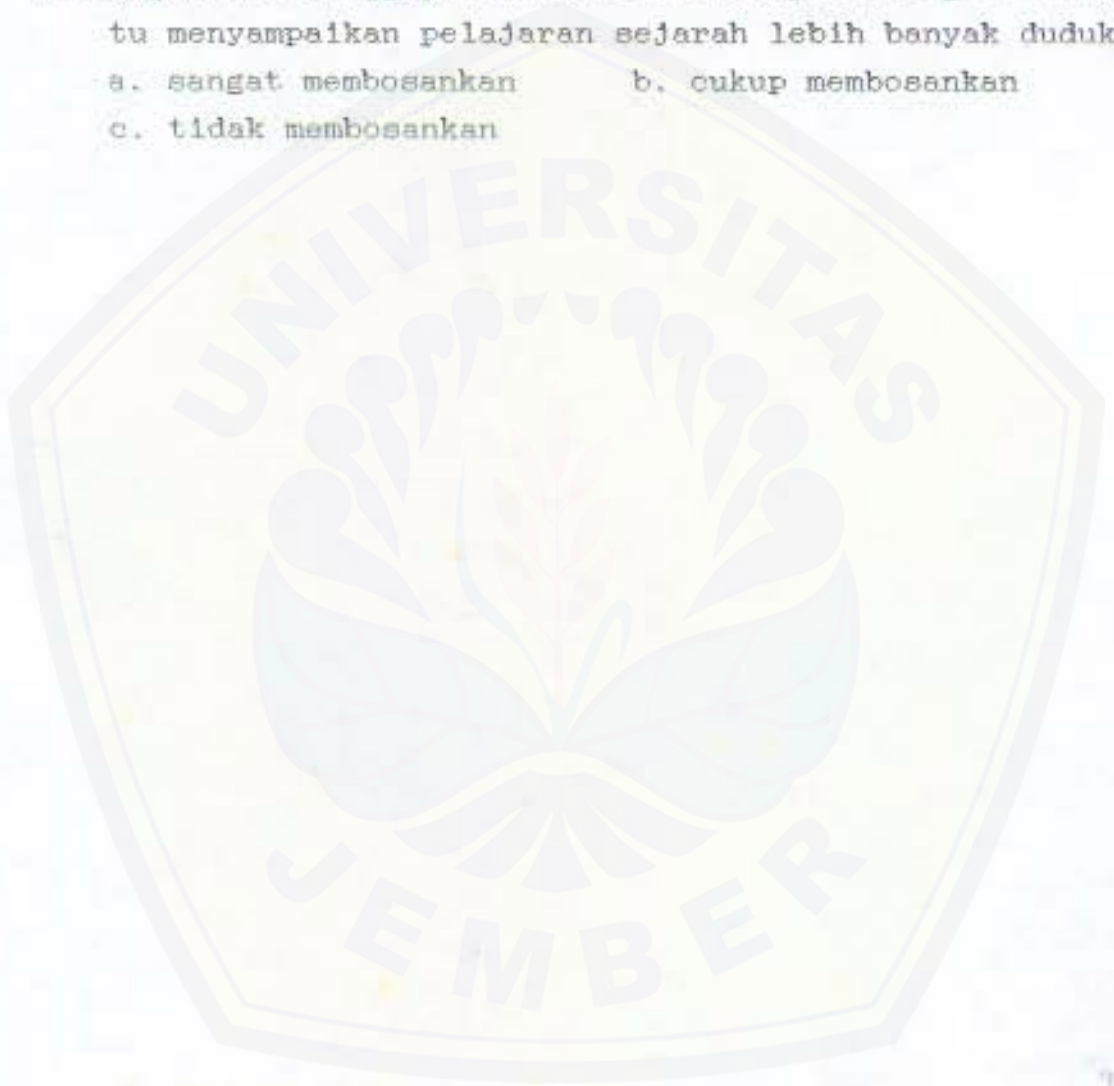 tu menyampaikan pelajaran sejarah lebih banyak duduk
a. sangat membosankan b. cukup membosankan
c. tidak membosankan
UNIVERSITAS
JEMBER